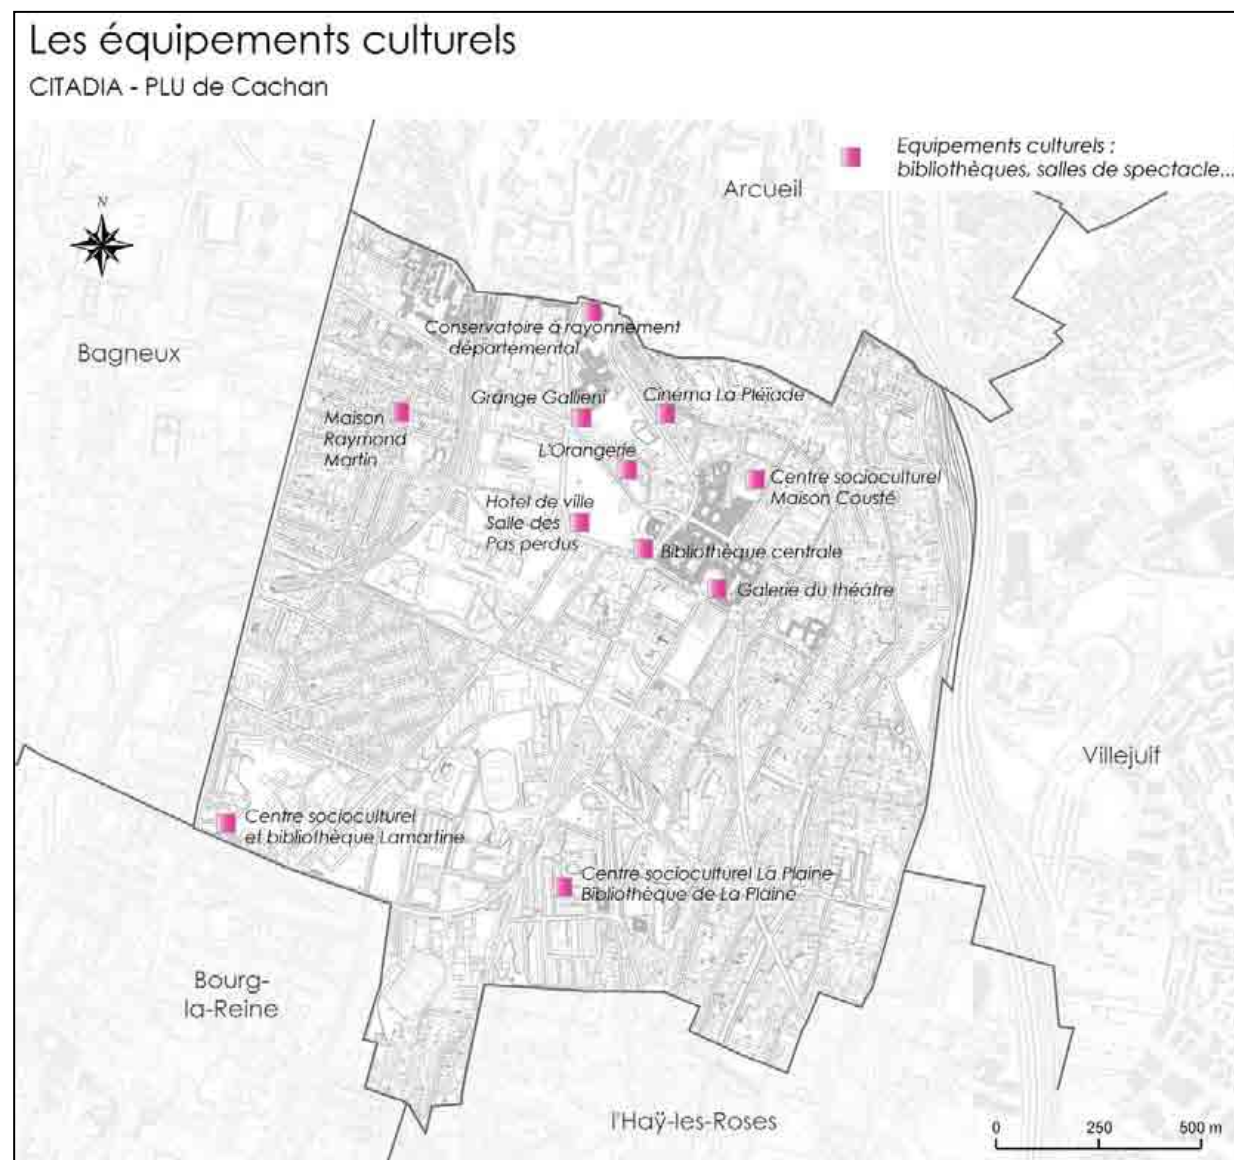 Les équipements culturels
CITADIA - PLU de Cachan
Equipements culturels :
bibliothèques, salles de spectacle...
Arcueil
N
Bagneux
Conservatoire à rayonnement
départemental
Grange Gallieni
Cinéma La Pléïade
Maison
Raymond
Martin
L'Orangerie
Centre socioculturel
Maison Cousté
Hotel de ville
Salle des
Pas perdus
Bibliothèque centrale
Galerie du théâtre
Villejuif
Centre socioculturel
et bibliothèque Lamartine
Centre socioculturel La Plaine
Bibliothèque de La Plaine
Bourg-
la-Reine
l'Haÿ-les-Roses
0 250 500 m